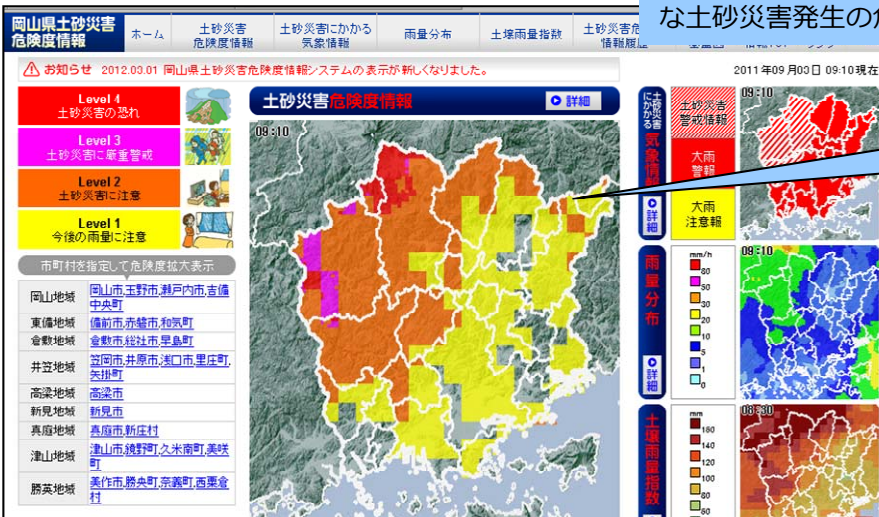 な土砂災害発生の
岡山県土砂災害
危険度情報
ホーム
土砂災害
危険度情報
土砂災害にかかる
気象情報
雨量分布
土壌雨量指数
土砂災害危
情報履歴
お知らせ 2012.03.01 岡山県土砂災害危険度情報システムの表示が新しくなりました。
2011年09月03日 09:10現在
Level 4
土砂災害の恐れ
Level 3
土砂災害に厳重警戒
Level 2
土砂災害に注意
Level 1
今後の雨量に注意
市町村を指定して危険度拡大表示
岡山地域 岡山市,玉野市,瀬戸内市,吉備
中央町
東備地域 備前市,赤磐市,和気町
倉敷地域 倉敷市,総社市,早島町
井笠地域 笠岡市,井原市,浅口市,里庄町,
矢掛町
高梁地域 高梁市
新見地域 新見市
真庭地域 真庭市,新庄村
津山地域 津山市,鏡野町,久米南町,美咲
町
勝英地域 美作市,勝央町,奈義町,西粟倉
村
土砂災害危険度情報
詳細
09:10
土砂災害
にかかる
気象情報
詳細
土砂災害
警戒情報
大雨
警報
大雨
注意報
09:10
雨量分布
詳細
mm/h
80
50
30
20
10
5
1
0
09:10
土壌雨量指数
mm
180
140
120
100
80
60
08:30